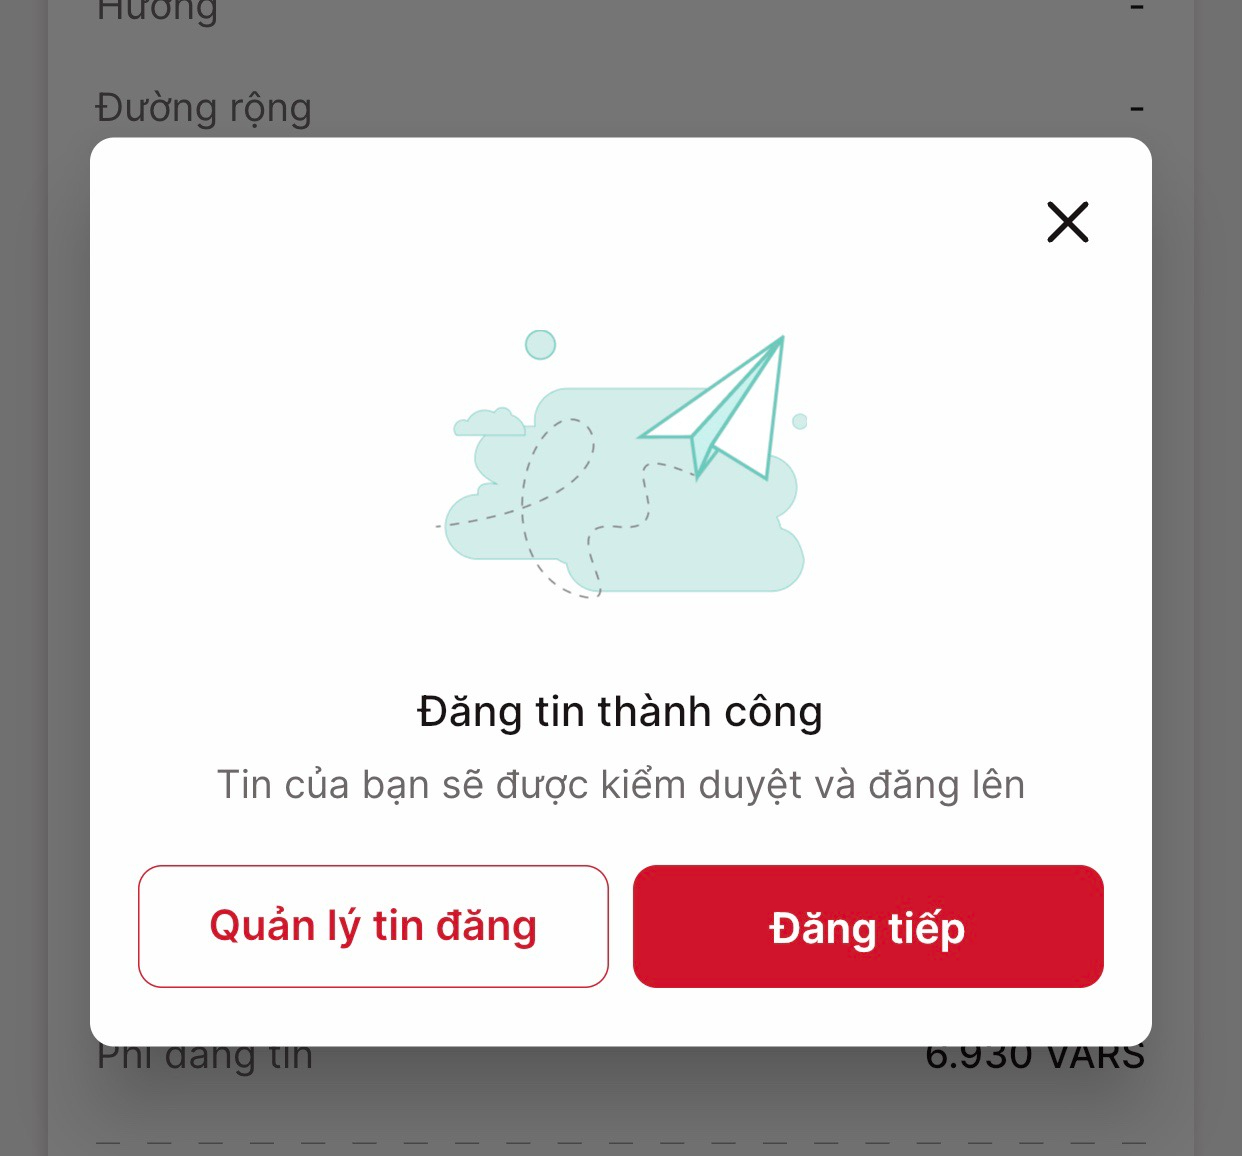 Hướng -
Đường rộng -
Đăng tin thành công
Tin của bạn sẽ được kiểm duyệt và đăng lên
Quản lý tin đăng
Đăng tiếp
Phí đăng tin 6.930 VARS